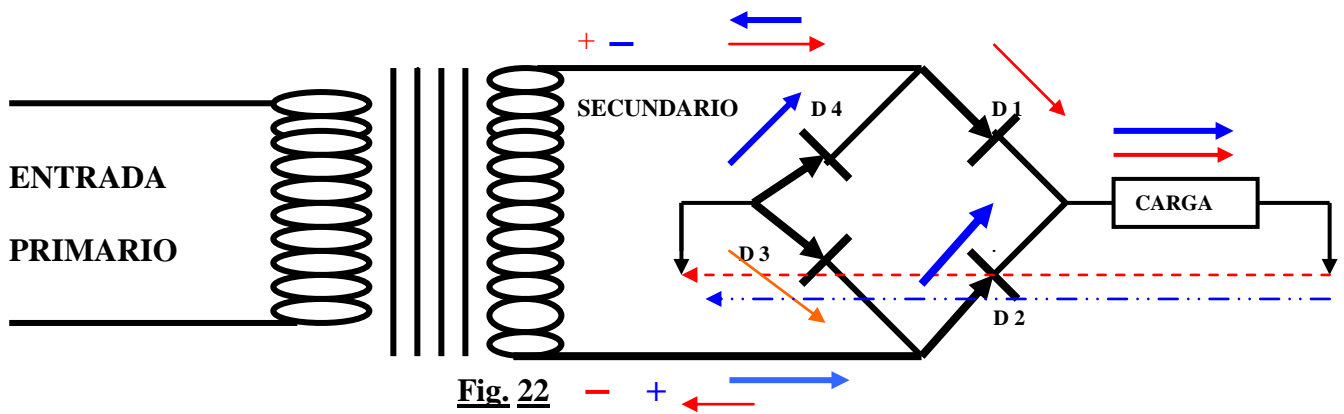 + −
SECUNDARIO
D 4
D 1
ENTRADA
PRIMARIO
CARGA
D 3
D 2
Fig. 22
− +